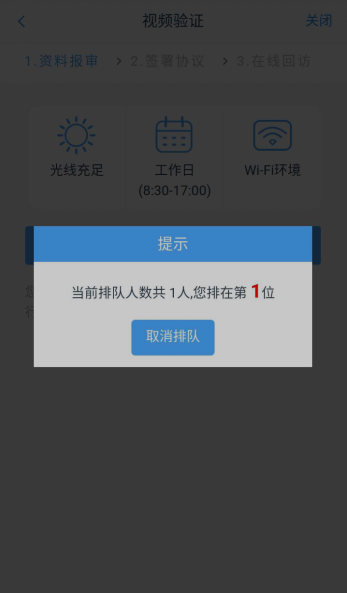 视频验证
关闭
1.资料报审 > 2.签署协议 > 3.在线回访
光线充足
工作日
(8:30-17:00)
Wi-Fi环境
提示
当前排队人数共 1人,您排在第 1位
取消排队